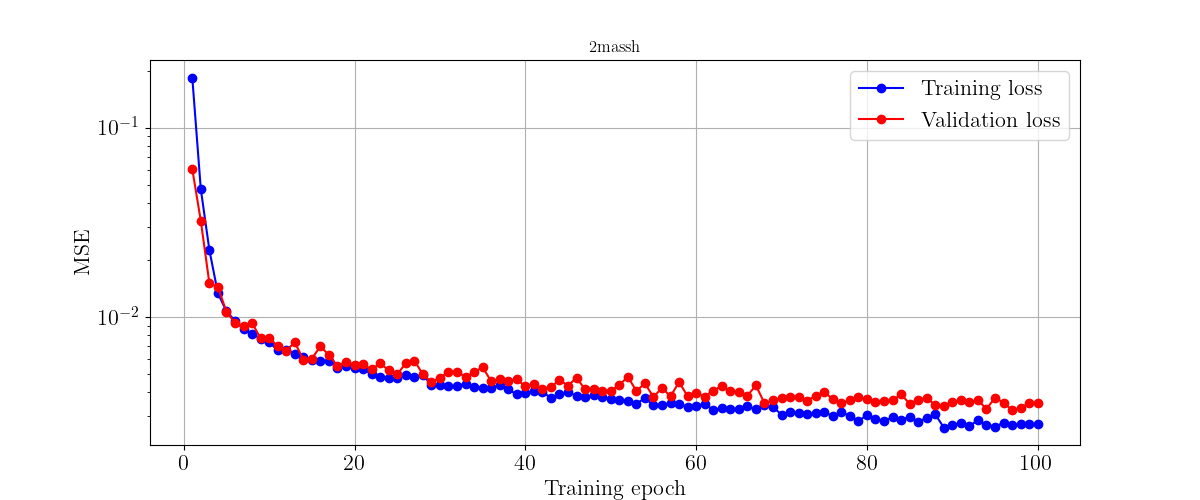 2massh
Training loss
Validation loss
MSE
10⁻¹
10⁻²
0 20 40 60 80 100
Training epoch